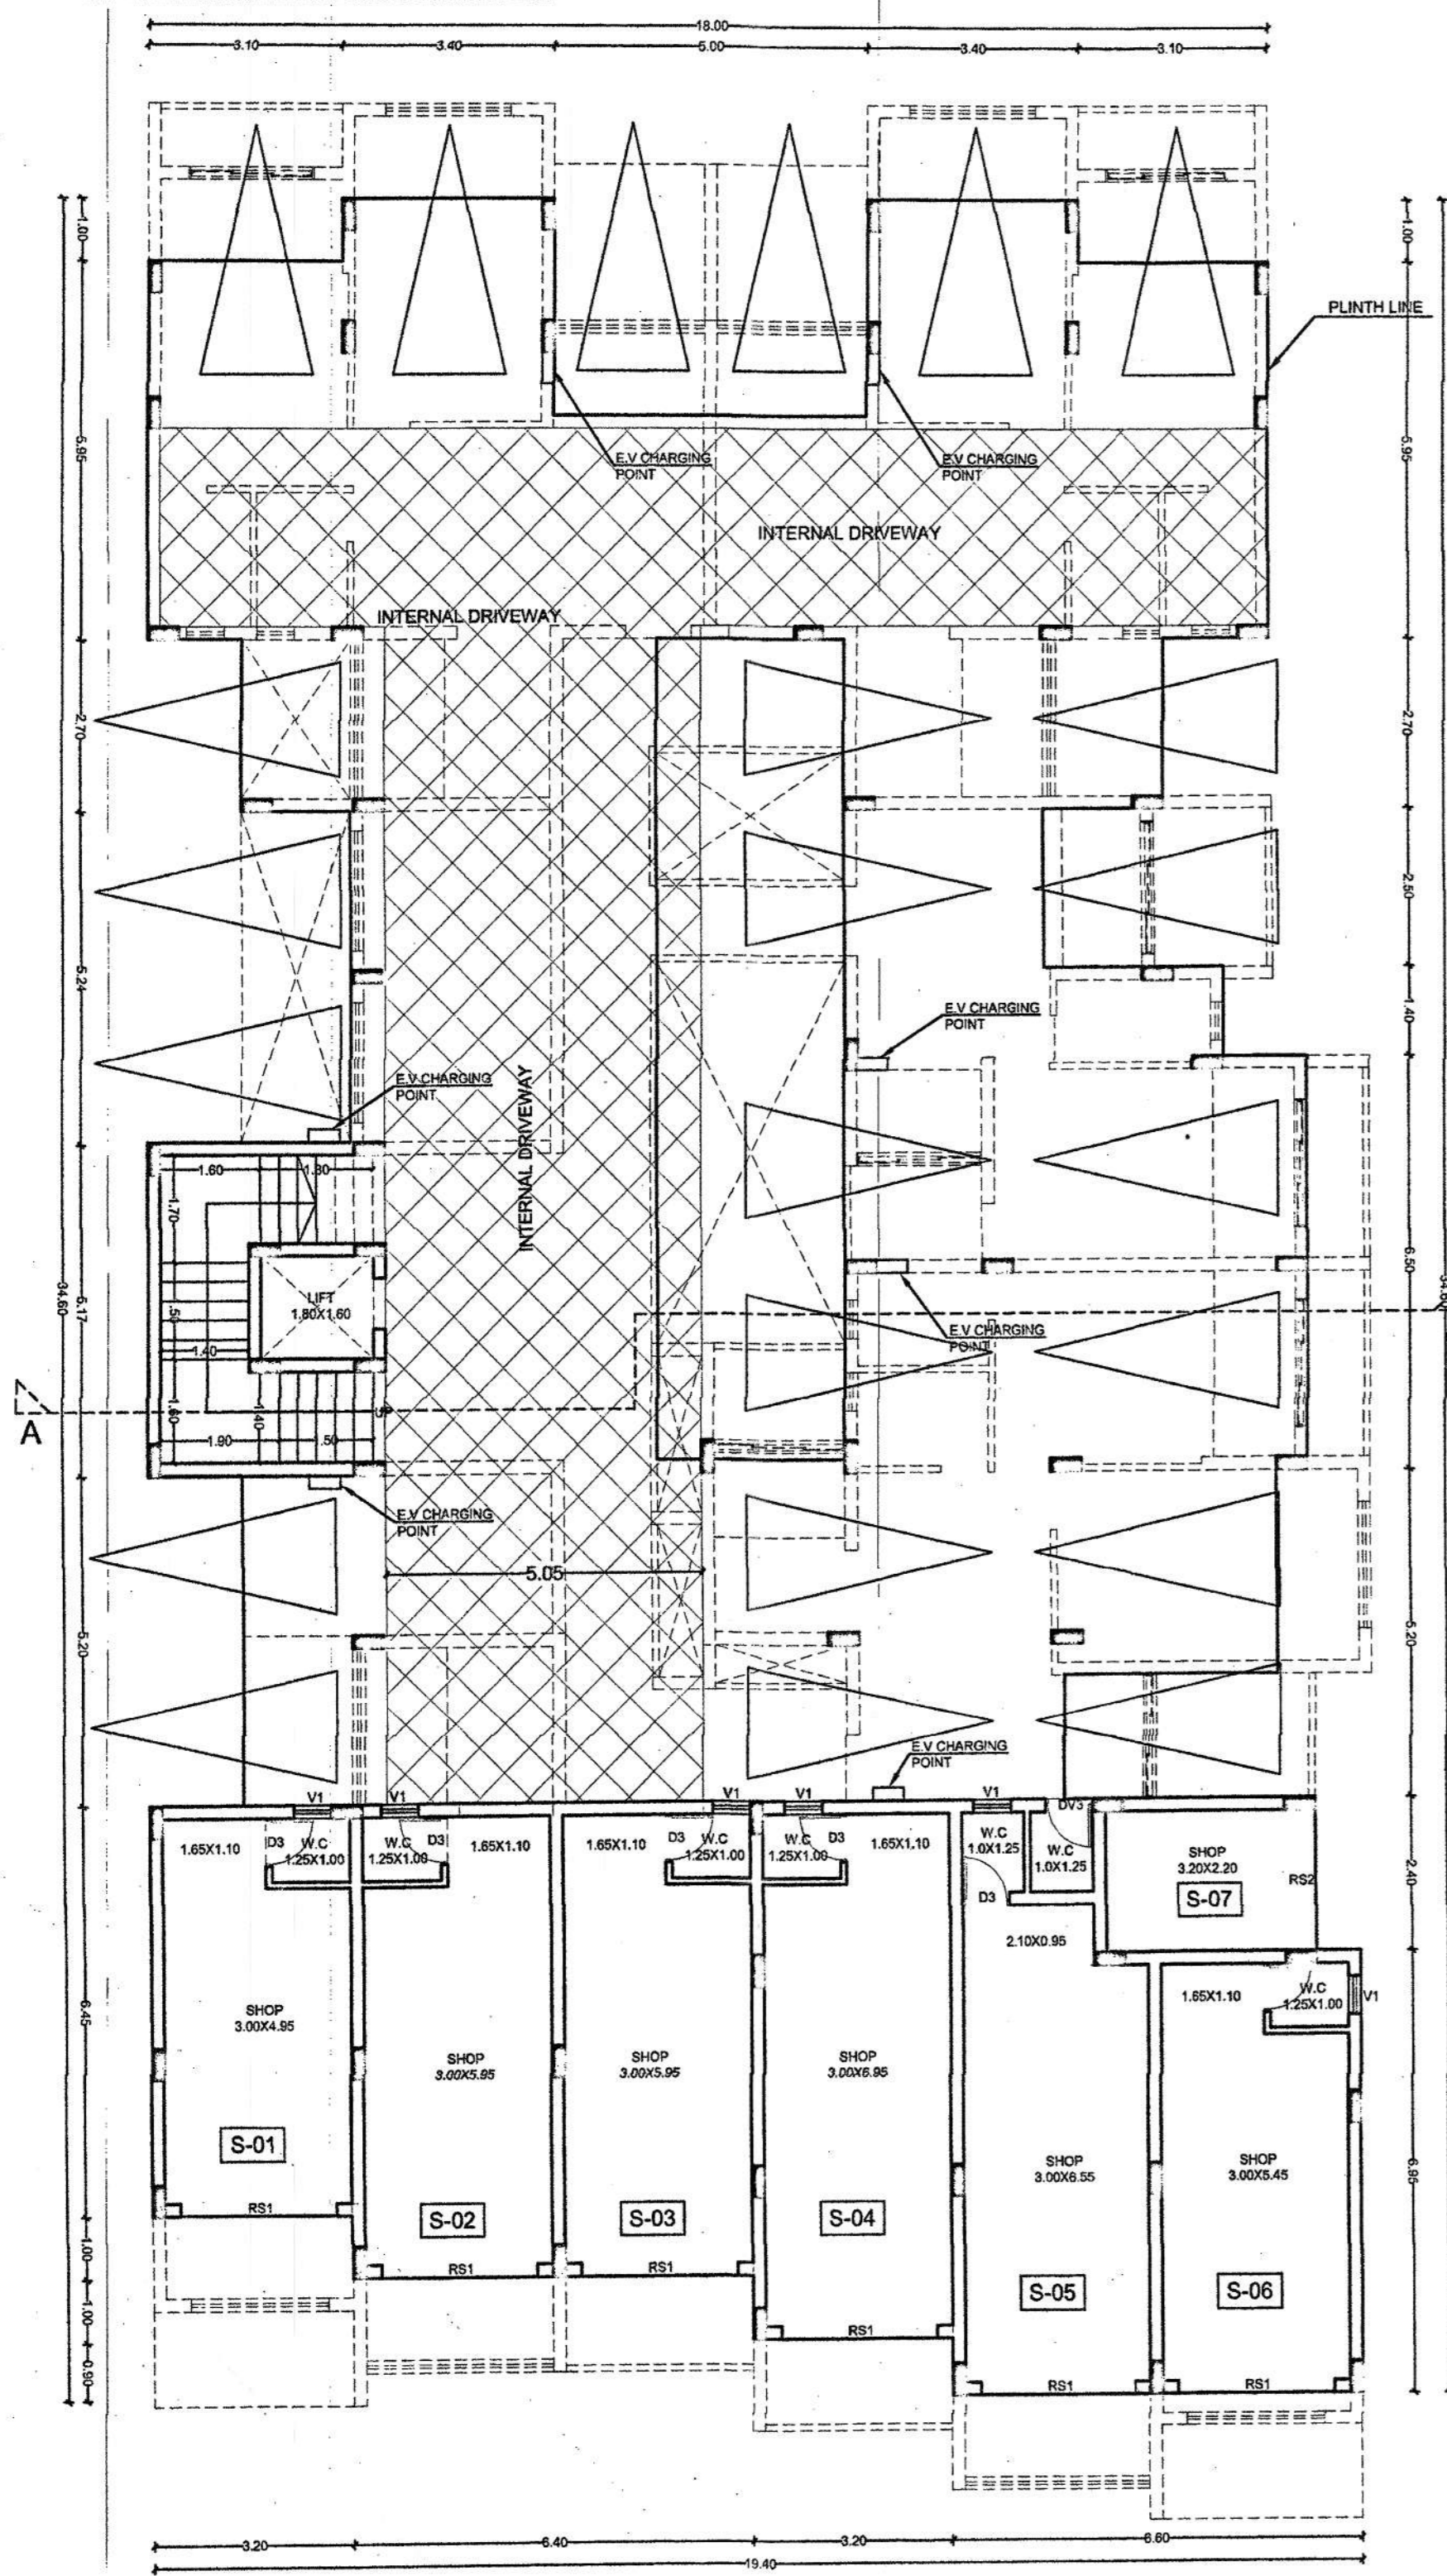 18.00
3.10
3.40
5.00
3.40
3.10
1.00
1.00
PLINTH LINE
5.95
5.95
E.V CHARGING
POINT
E.V CHARGING
POINT
INTERNAL DRIVEWAY
INTERNAL DRIVEWAY
2.70
2.70
2.50
5.24
1.40
E.V CHARGING
POINT
E.V CHARGING
POINT
INTERNAL DRIVEWAY
1.60
1.70
LIFT
1.80X1.60
34.60
5.17
6.50
E.V CHARGING
POINT
1.40
1.60
1.40
1.90
.50
A
E.V CHARGING
POINT
5.05
5.20
5.20
E.V CHARGING
POINT
V1
V1
V1
V1
V1
DV3
1.65X1.10
D3
W.C
1.25X1.00
W.C
1.25X1.00
D3
1.65X1.10
1.65X1.10
D3
W.C
1.25X1.00
W.C
1.25X1.00
D3
1.65X1.10
W.C
1.0X1.25
W.C
1.0X1.25
D3
SHOP
3.20X2.20
S-07
RS2
2.40
2.10X0.95
1.65X1.10
W.C
1.25X1.00
V1
6.45
SHOP
3.00X4.95
SHOP
3.00X5.95
SHOP
3.00X5.95
SHOP
3.00X6.95
S-01
SHOP
3.00X6.55
SHOP
3.00X5.45
6.95
RS1
S-02
S-03
S-04
1.00
RS1
RS1
S-05
S-06
1.00
RS1
0.90
RS1
RS1
3.20
6.40
3.20
6.60
19.40